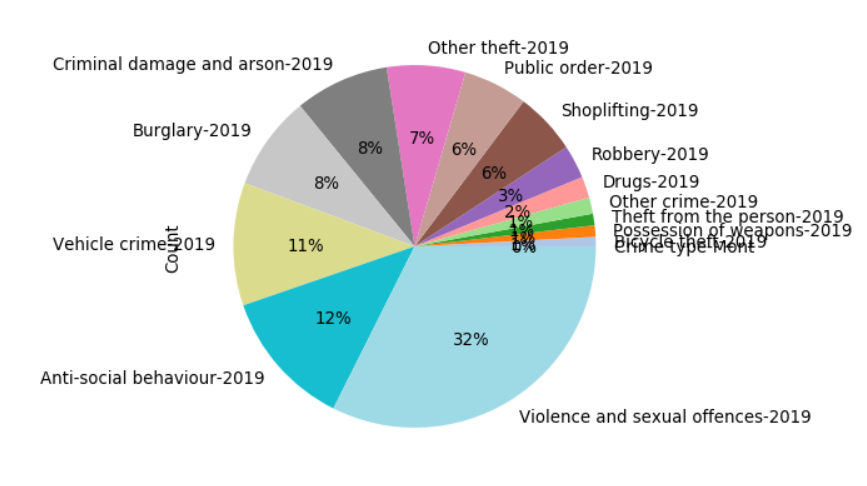 Other theft-2019
Criminal damage and arson-2019
Public order-2019
Shoplifting-2019
Burglary-2019
Robbery-2019
Drugs-2019
Other crime-2019
Theft from the person-2019
Possession of weapons-2019
Bicycle theft-2019
Crime type Mont
Vehicle crime-2019
Count
Anti-social behaviour-2019
Violence and sexual offences-2019
7%
8%
6%
6%
8%
3%
2%
1%
1%
1%
1%
0%
11%
12%
32%